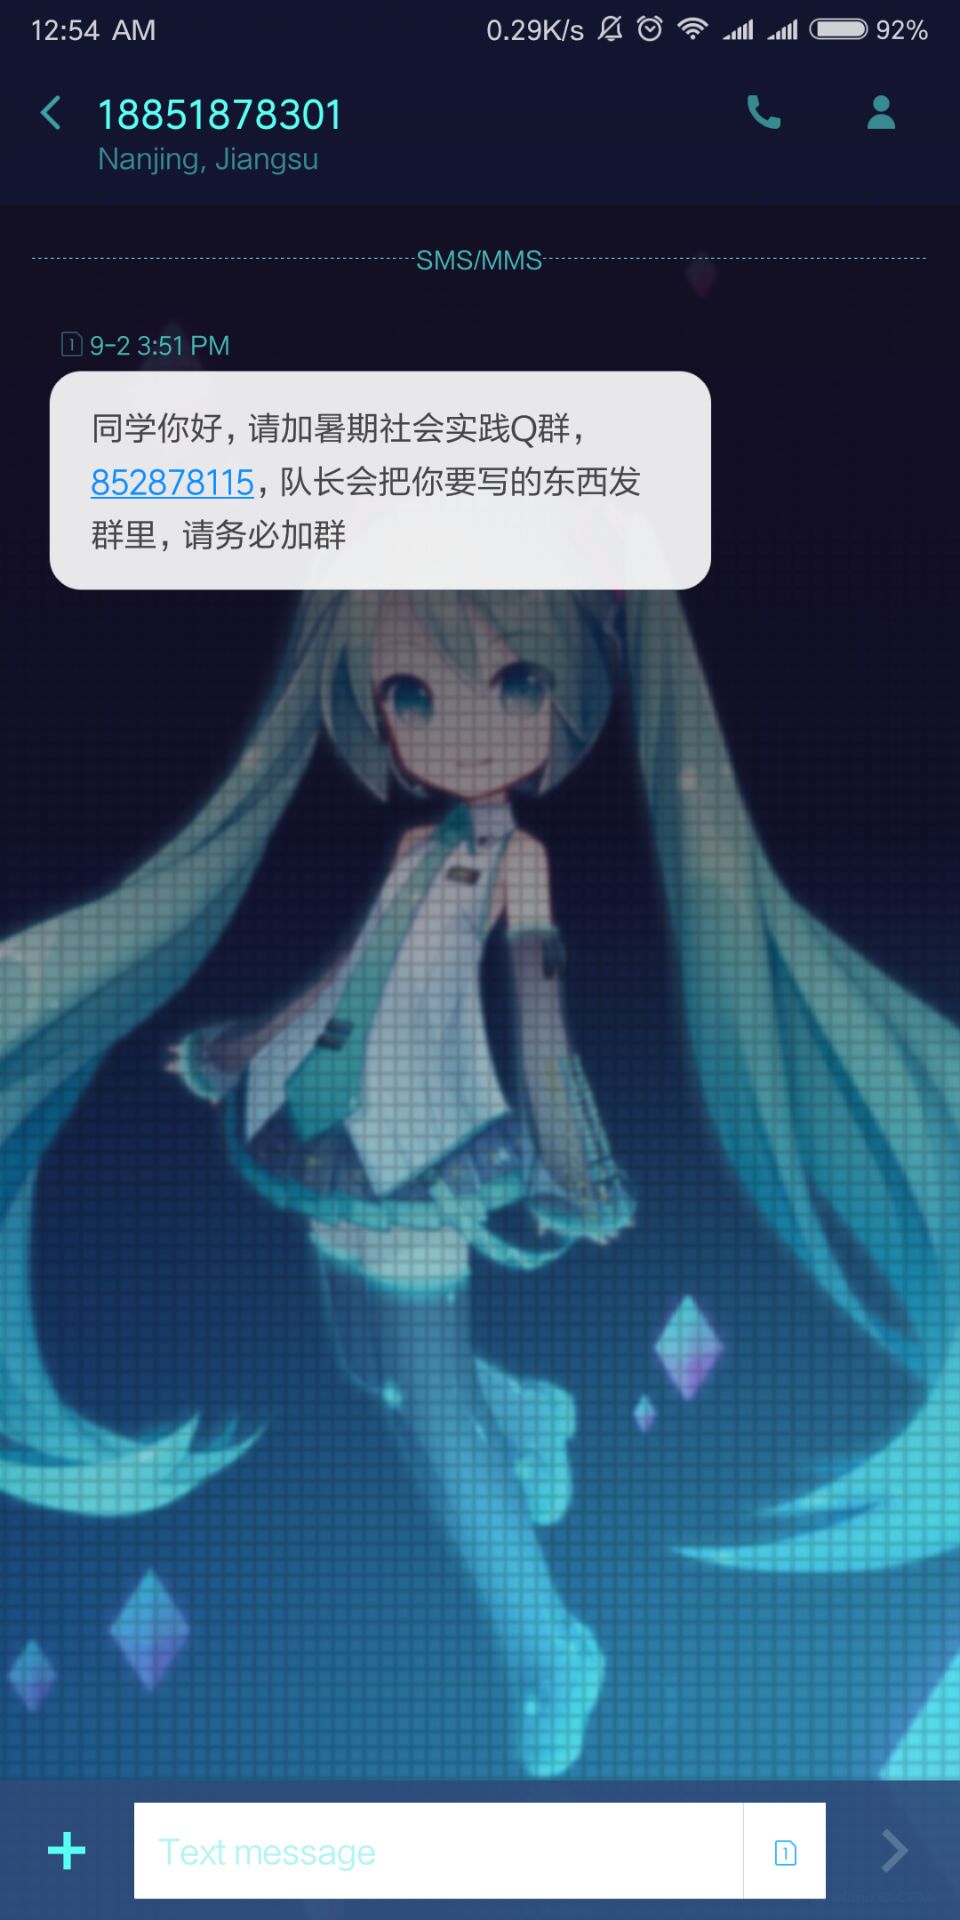 12:54 AM
0.29K/s
92%
18851878301
Nanjing, Jiangsu
SMS/MMS
1 9-2 3:51 PM
同学你好，请加暑期社会实践Q群，
852878115，队长会把你要写的东西发
群里，请务必加群
Text message
1